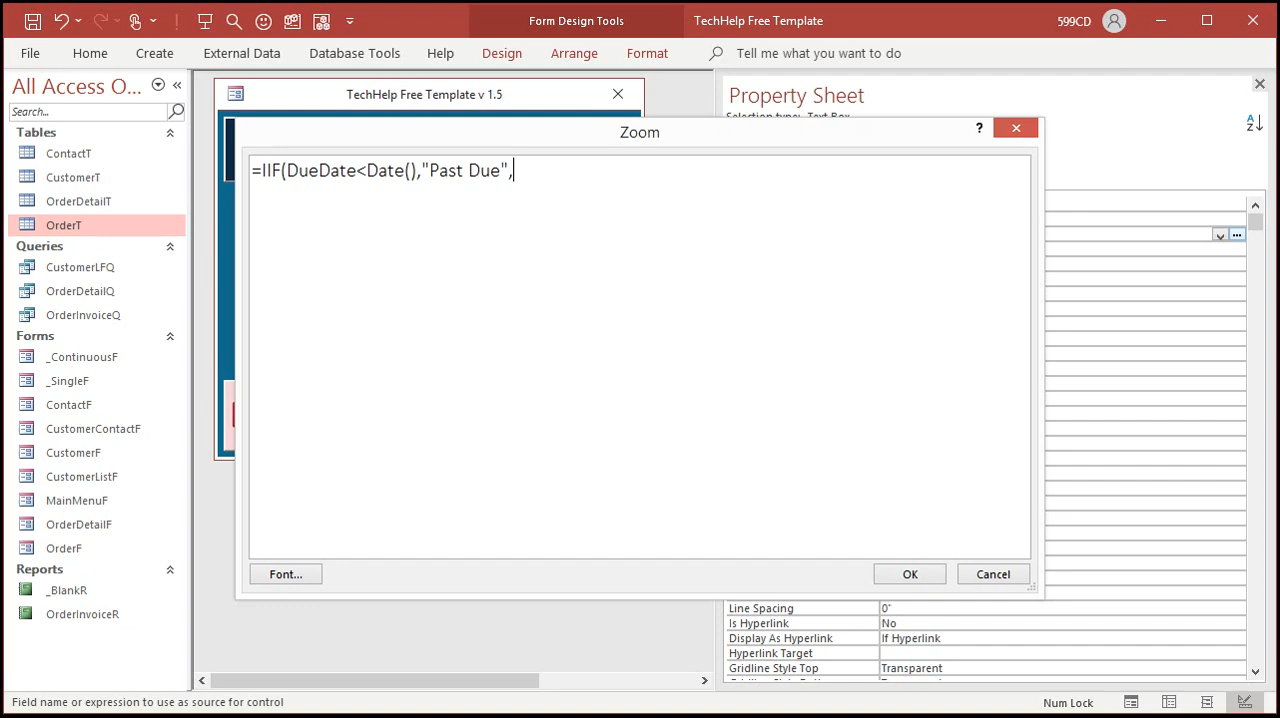 Form Design Tools
TechHelp Free Template
599CD
File
Home
Create
External Data
Database Tools
Help
Design
Arrange
Format
Tell me what you want to do
All Access O...
Search...
Tables
ContactT
CustomerT
OrderDetailT
OrderT
Queries
CustomerLFQ
OrderDetailQ
OrderInvoiceQ
Forms
_ContinuousF
_SingleF
ContactF
CustomerContactF
CustomerF
CustomerListF
MainMenuF
OrderDetailF
OrderF
Reports
_BlankR
OrderInvoiceR
TechHelp Free Template v 1.5
Property Sheet
Selection type: Text Box
Zoom
=IIF(DueDate<Date(),"Past Due",
Font...
OK
Cancel
Line Spacing 0"
Is Hyperlink No
Display As Hyperlink If Hyperlink
Hyperlink Target
Gridline Style Top Transparent
Field name or expression to use as source for control
Num Lock